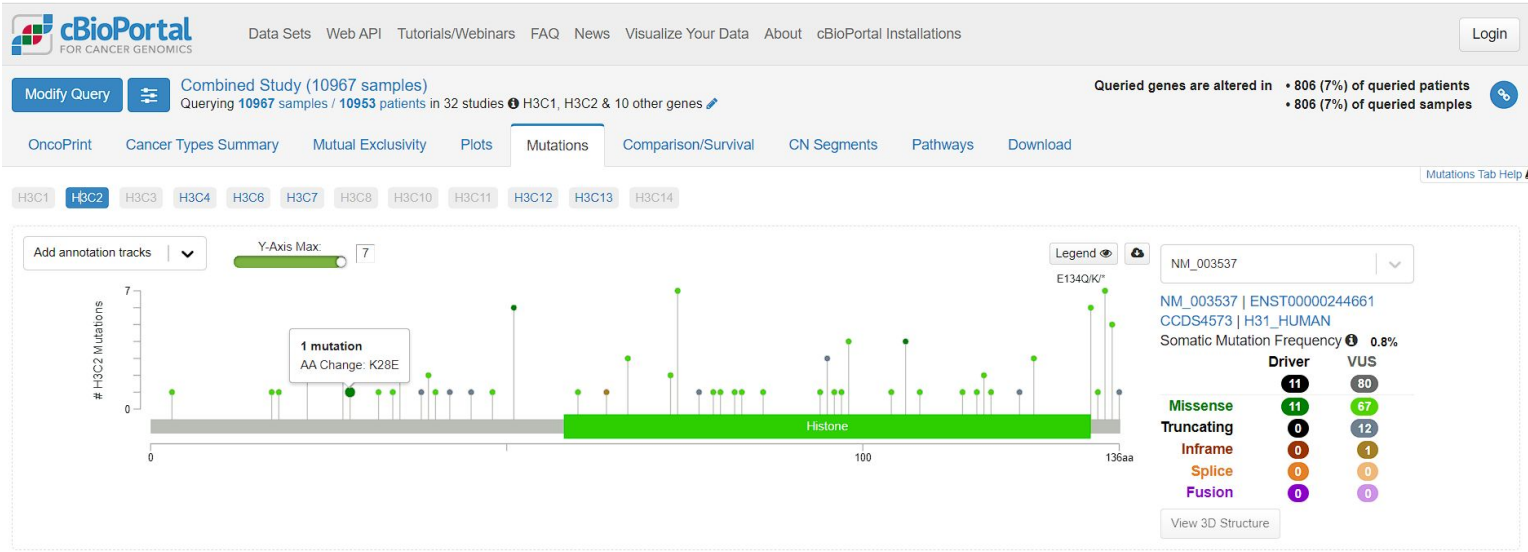 cBioPortal
FOR CANCER GENOMICS
Data Sets Web API Tutorials/Webinars FAQ News Visualize Your Data About cBioPortal Installations
Login
Modify Query
Combined Study (10967 samples)
Querying 10967 samples / 10953 patients in 32 studies H3C1, H3C2 & 10 other genes
Queried genes are altered in • 806 (7%) of queried patients
• 806 (7%) of queried samples
OncoPrint Cancer Types Summary Mutual Exclusivity Plots Mutations Comparison/Survival CN Segments Pathways Download
Mutations Tab Help
H3C1 H3C2 H3C3 H3C4 H3C6 H3C7 H3C8 H3C10 H3C11 H3C12 H3C13 H3C14
Add annotation tracks
Y-Axis Max:
7
Legend
E134Q/K/*
# H3C2 Mutations
7
0
1 mutation
AA Change: K28E
Histone
0
100
136aa
NM_003537
NM_003537 | ENST00000244661
CCDS4573 | H31_HUMAN
Somatic Mutation Frequency 0.8%
Driver VUS
11 80
Missense 11 67
Truncating 0 12
Inframe 0 1
Splice 0 0
Fusion 0 0
View 3D Structure